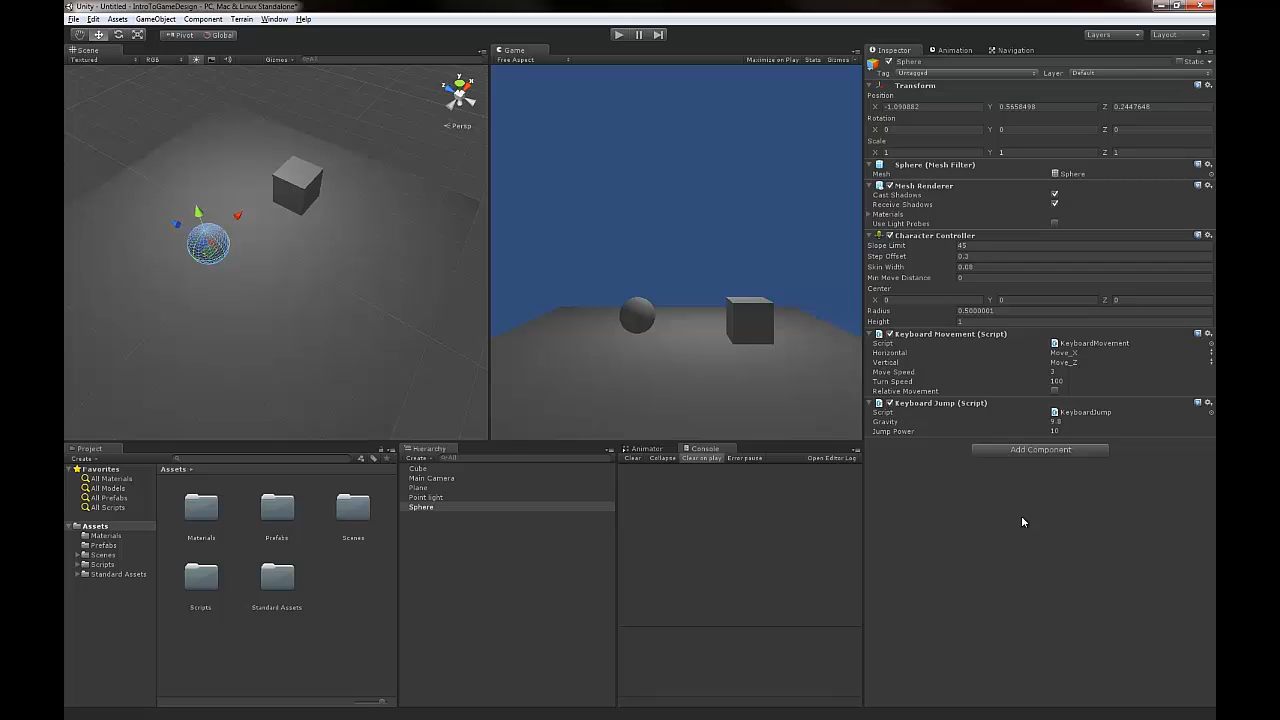 Unity - Untitled - IntroToGameDesign - PC, Mac & Linux Standalone*
File Edit Assets GameObject Component Terrain Window Help
Pivot Global
Layers Layout
Scene
Textured RGB Gizmos All
Persp
y
z
Game
Free Aspect Maximize on Play Stats Gizmos
Inspector Animation Navigation
Sphere Static
Tag Untagged Layer Default
Transform
Position
X -1.090882 Y 0.5658498 Z 0.2447648
Rotation
X 0 Y 0 Z 0
Scale
X 1 Y 1 Z 1
Sphere (Mesh Filter)
Mesh Sphere
Mesh Renderer
Cast Shadows
Receive Shadows
Materials
Use Light Probes
Character Controller
Slope Limit 45
Step Offset 0.3
Skin Width 0.08
Min Move Distance 0
Center
X 0 Y 0 Z 0
Radius 0.5000001
Height 1
Keyboard Movement (Script)
Script KeyboardMovement
Horizontal Move_X
Vertical Move_Z
Move Speed 3
Turn Speed 100
Relative Movement
Keyboard Jump (Script)
Script KeyboardJump
Gravity 9.8
Jump Power 10
Add Component
Project
Create
Favorites
All Materials
All Models
All Prefabs
All Scripts
Assets
Materials
Prefabs
Scenes
Scripts
Standard Assets
Assets
Materials Prefabs Scenes
Scripts Standard Assets
Hierarchy
Create All
Cube
Main Camera
Plane
Point light
Sphere
Animator Console
Clear Collapse Clear on play Error pause Open Editor Log